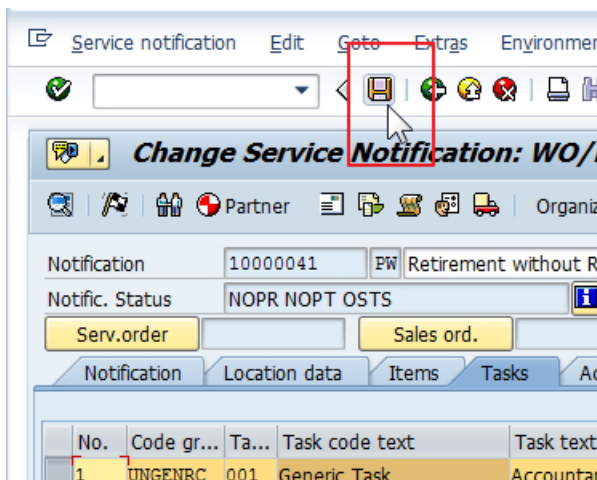 Service notification Edit Goto Extras Environmen
Change Service Notification: WO/
Partner Organiz
Notification 10000041 PW Retirement without R
Notific. Status NOPR NOPT OSTS
Serv.order Sales ord.
Notification Location data Items Tasks Ac
No. Code gr... Ta... Task code text Task text
1 UNGENRC 001 Generic Task Accountan